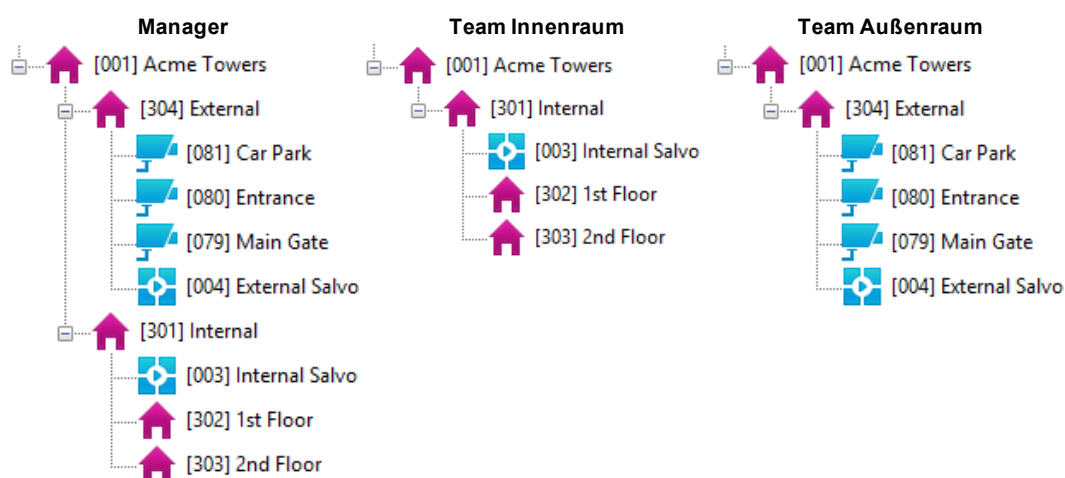 Manager
[001] Acme Towers
[304] External
[081] Car Park
[080] Entrance
[079] Main Gate
[004] External Salvo
[301] Internal
[003] Internal Salvo
[302] 1st Floor
[303] 2nd Floor
Team Innenraum
[001] Acme Towers
[301] Internal
[003] Internal Salvo
[302] 1st Floor
[303] 2nd Floor
Team Außenraum
[001] Acme Towers
[304] External
[081] Car Park
[080] Entrance
[079] Main Gate
[004] External Salvo